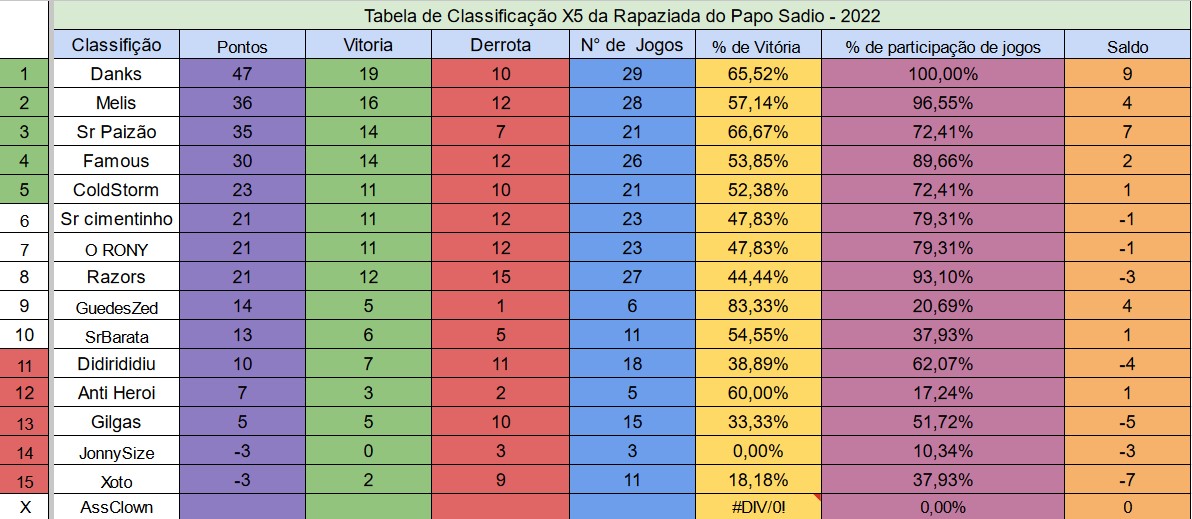 Tabela de Classificação X5 da Rapaziada do Papo Sadio - 2022
Classifição Pontos Vitoria Derrota N° de Jogos % de Vitória % de participação de jogos Saldo
1 Danks 47 19 10 29 65,52% 100,00% 9
2 Melis 36 16 12 28 57,14% 96,55% 4
3 Sr Paizão 35 14 7 21 66,67% 72,41% 7
4 Famous 30 14 12 26 53,85% 89,66% 2
5 ColdStorm 23 11 10 21 52,38% 72,41% 1
6 Sr cimentinho 21 11 12 23 47,83% 79,31% -1
7 O RONY 21 11 12 23 47,83% 79,31% -1
8 Razors 21 12 15 27 44,44% 93,10% -3
9 GuedesZed 14 5 1 6 83,33% 20,69% 4
10 SrBarata 13 6 5 11 54,55% 37,93% 1
11 Didirididiu 10 7 11 18 38,89% 62,07% -4
12 Anti Heroi 7 3 2 5 60,00% 17,24% 1
13 Gilgas 5 5 10 15 33,33% 51,72% -5
14 JonnySize -3 0 3 3 0,00% 10,34% -3
15 Xoto -3 2 9 11 18,18% 37,93% -7
X AssClown #DIV/0! 0,00% 0